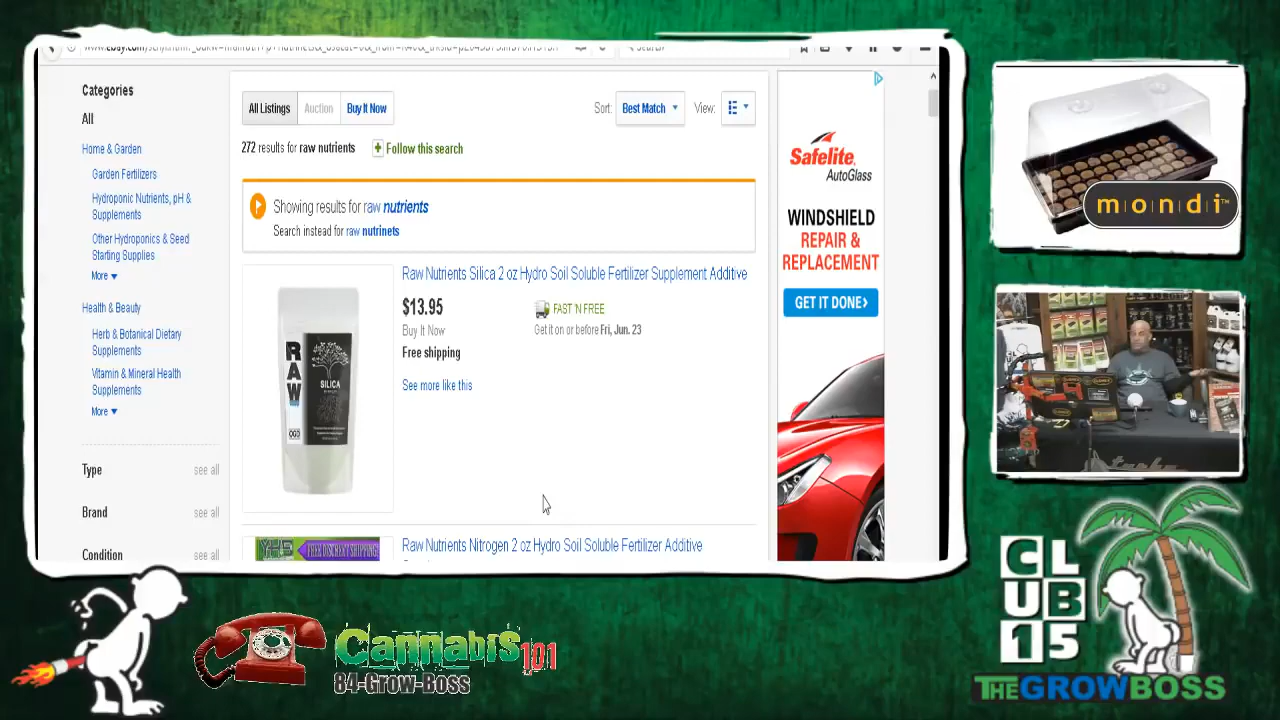 Categories
All
Home & Garden
Garden Fertilizers
Hydroponic Nutrients, pH &
Supplements
Other Hydroponics & Seed
Starting Supplies
More
Health & Beauty
Herb & Botanical Dietary
Supplements
Vitamin & Mineral Health
Supplements
More
Type see all
Brand see all
Condition see all
All Listings Auction Buy It Now
Sort: Best Match View:
272 results for raw nutrients + Follow this search
Showing results for raw nutrients
Search instead for raw nutrinets
Raw Nutrients Silica 2 oz Hydro Soil Soluble Fertilizer Supplement Additive
$13.95
Buy It Now
Free shipping
See more like this
FAST 'N FREE
Get it on or before Fri, Jun. 23
RAW
SILICA
Raw Nutrients Nitrogen 2 oz Hydro Soil Soluble Fertilizer Additive
Safelite.
AutoGlass
WINDSHIELD
REPAIR &
REPLACEMENT
GET IT DONE>
mondi™
Cannabis 101
84-Grow-Boss
CL
UB
15
THEGROWBOSS